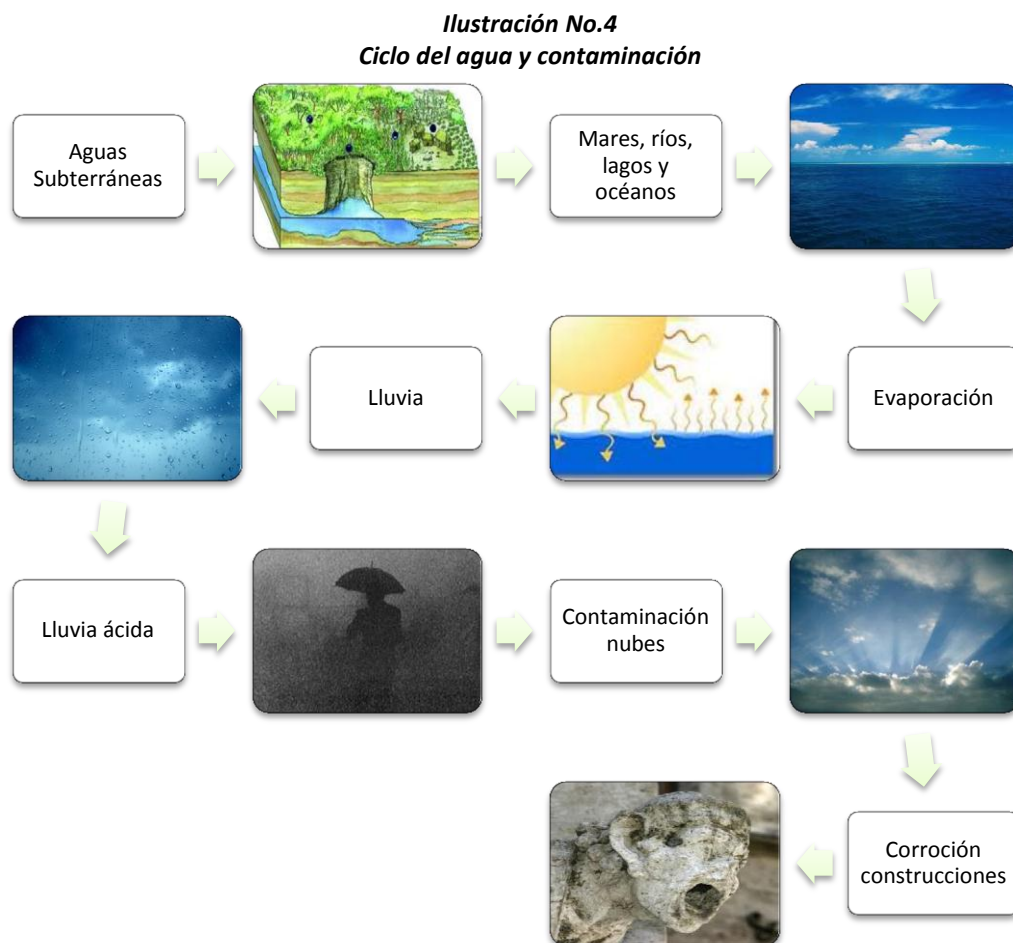 Ilustración No.4
Ciclo del agua y contaminación
Aguas
Subterráneas
Mares, ríos,
lagos y
océanos
Evaporación
Lluvia
Lluvia ácida
Contaminación
nubes
Corroción
construcciones